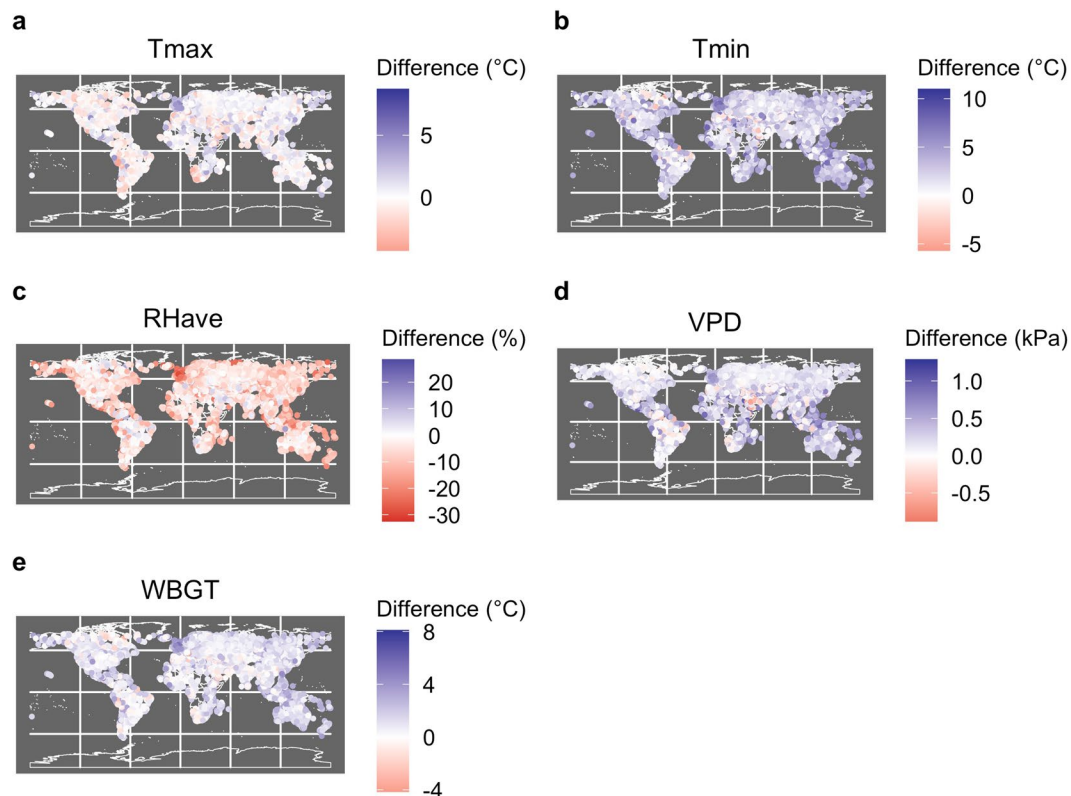 a
Tmax
Difference (°C)
5
0
b
Tmin
Difference (°C)
10
5
0
-5
c
RHave
Difference (%)
20
10
0
-10
-20
-30
d
VPD
Difference (kPa)
1.0
0.5
0.0
-0.5
e
WBGT
Difference (°C)
8
4
0
-4